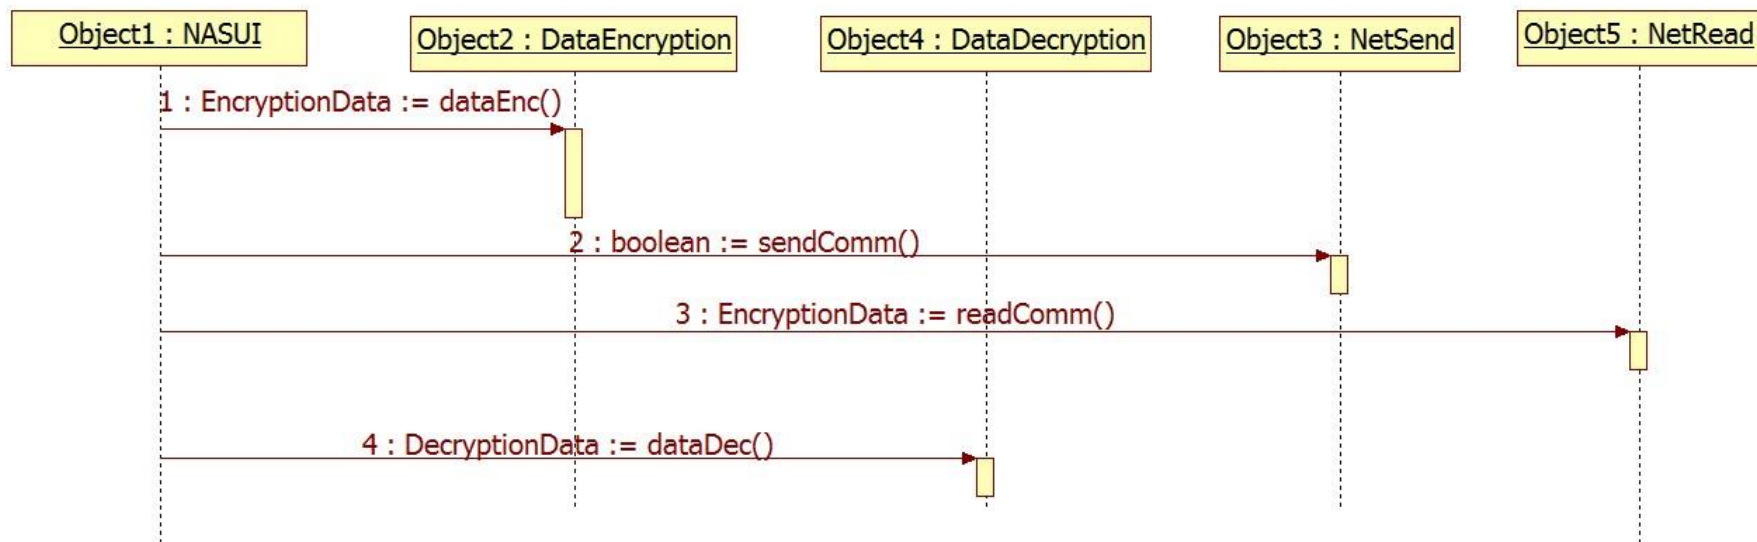 Object1 : NASUI
Object2 : DataEncryption
Object4 : DataDecryption
Object3 : NetSend
Object5 : NetRead
1 : EncryptionData := dataEnc()
2 : boolean := sendComm()
3 : EncryptionData := readComm()
4 : DecryptionData := dataDec()